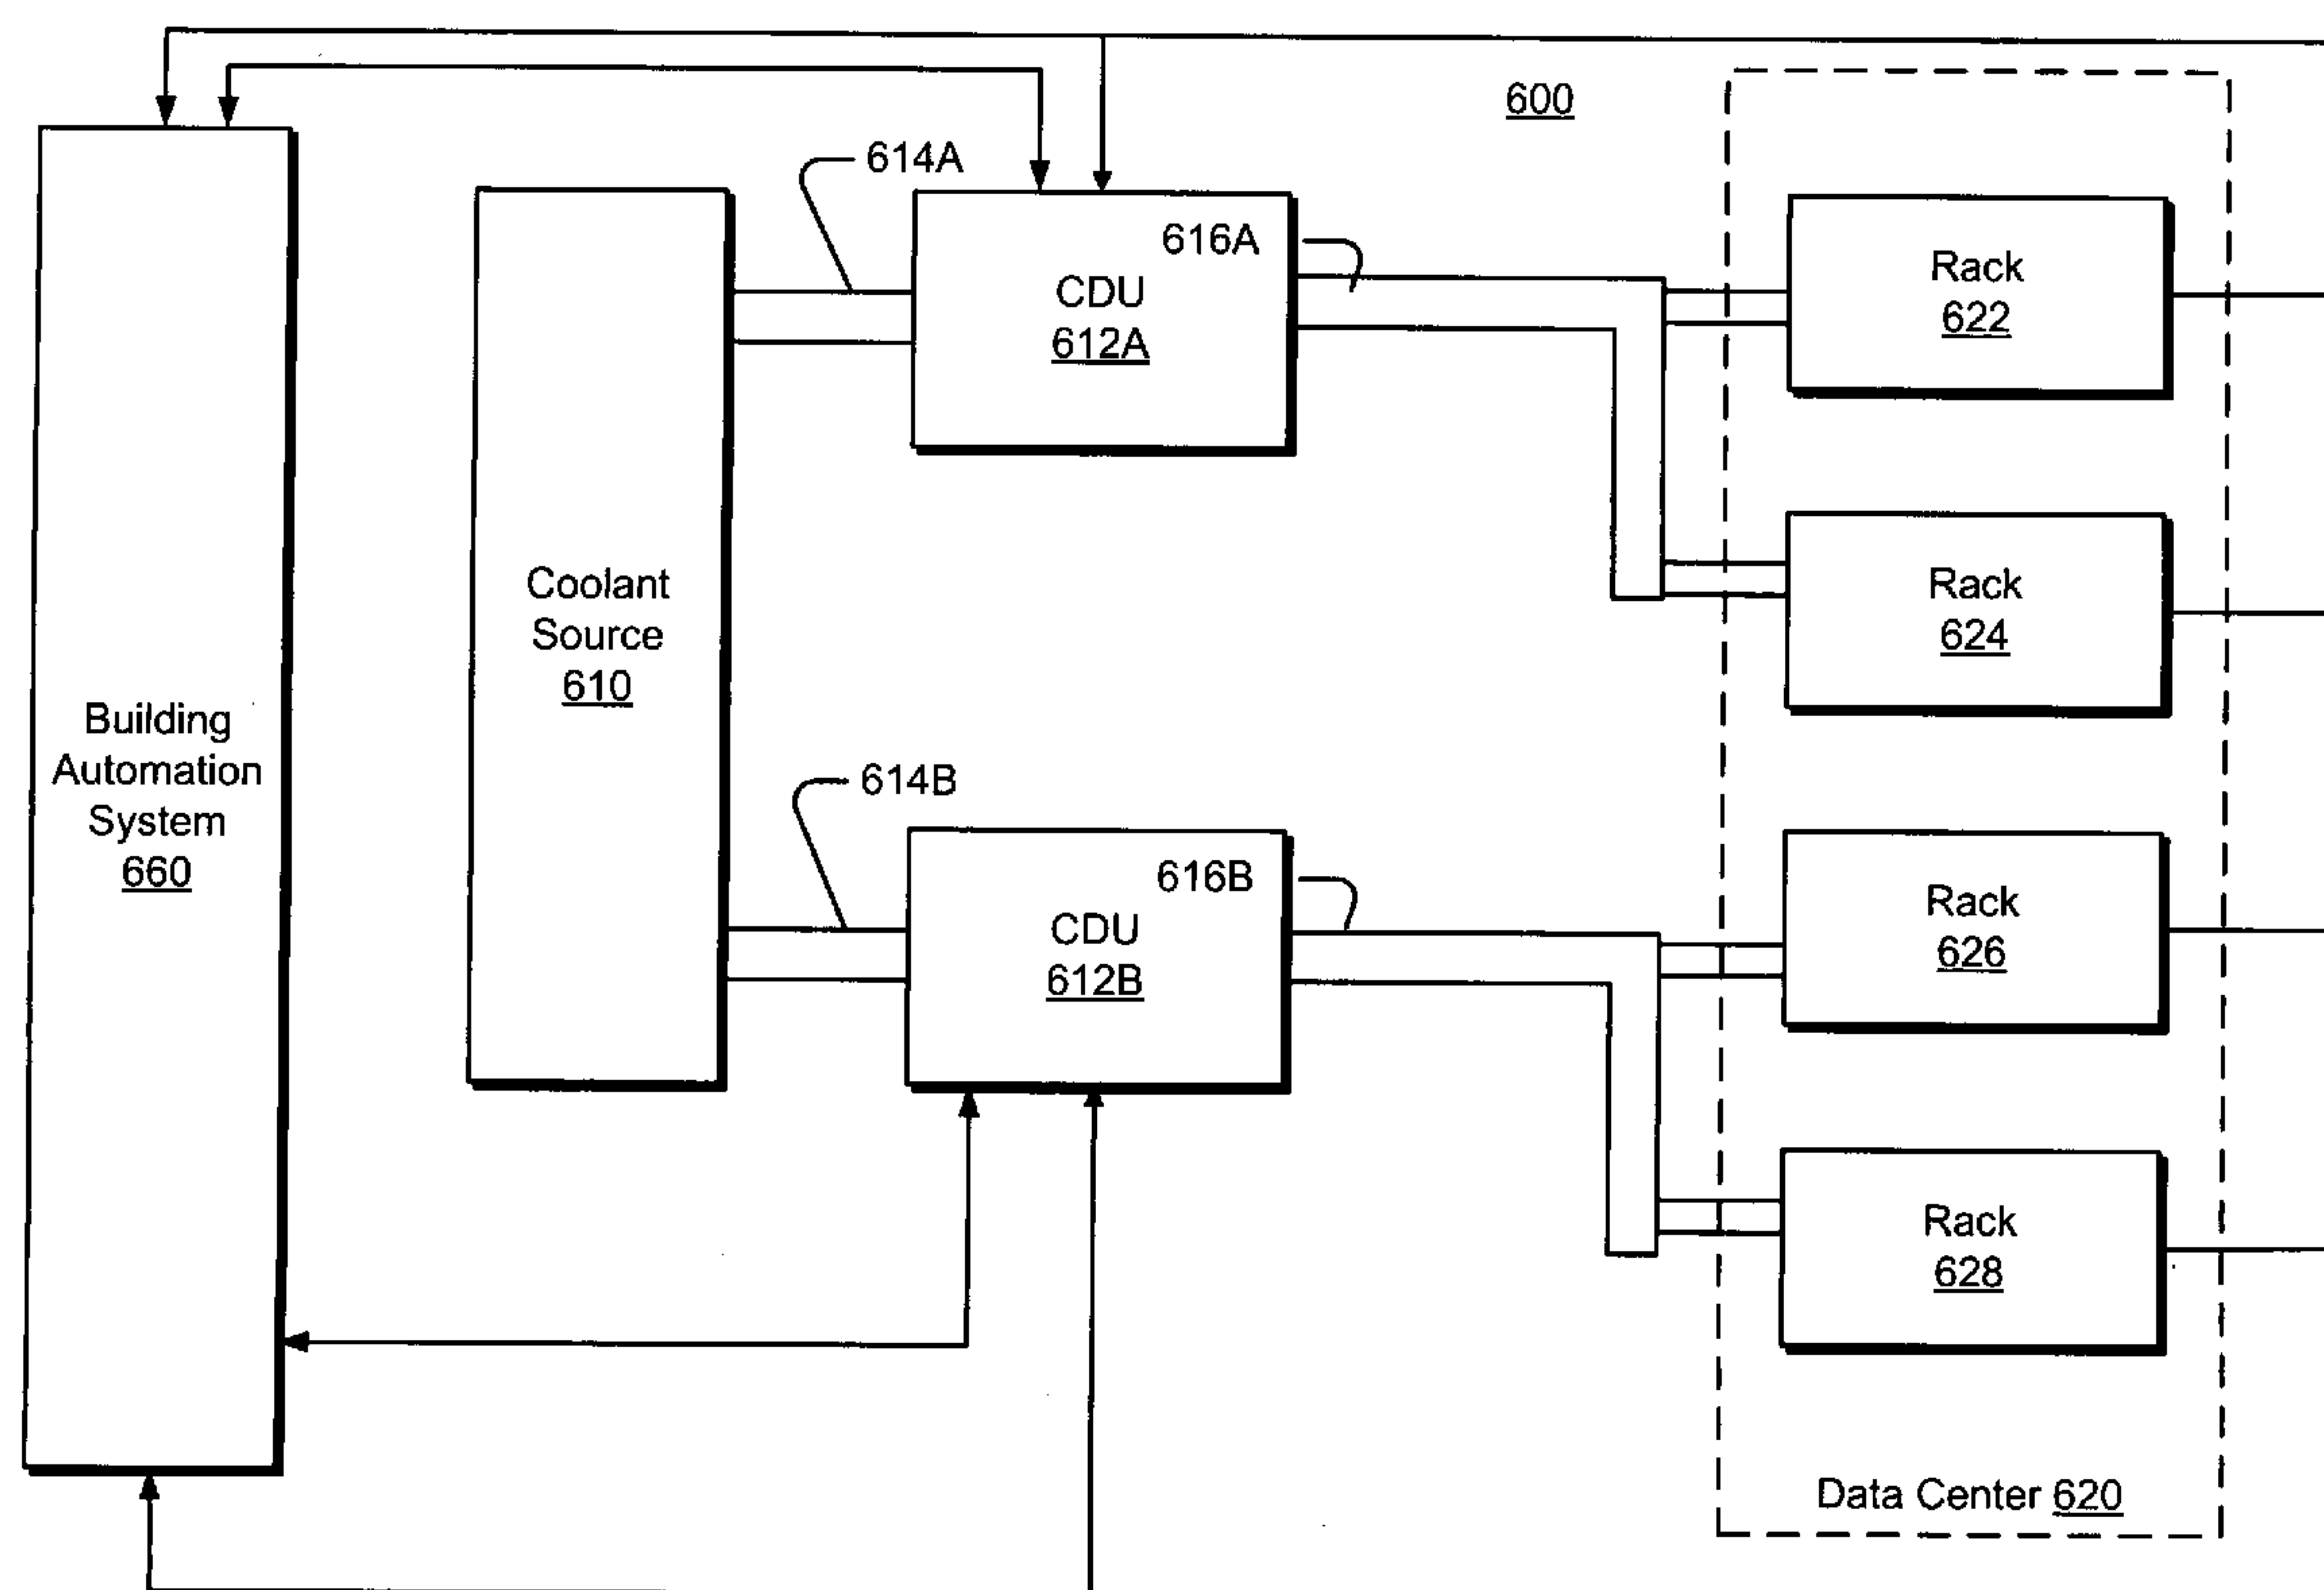 600
614A
616A
CDU
612A
Rack
622
Coolant
Source
610
Rack
624
Building
Automation
System
660
614B
616B
CDU
612B
Rack
626
Rack
628
Data Center 620